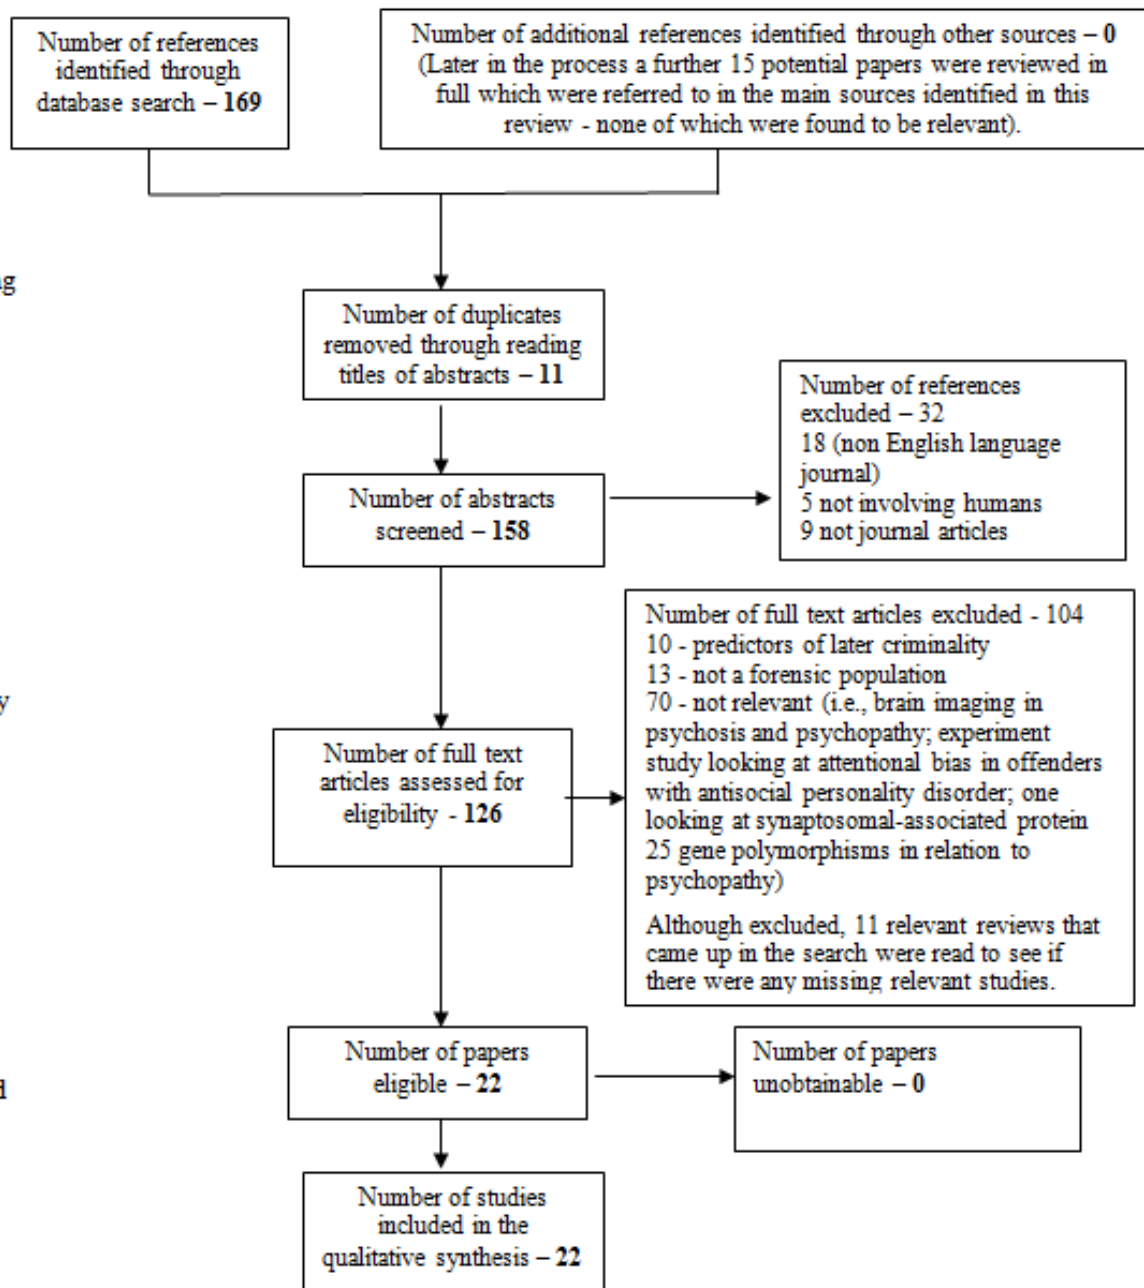 Number of references
identified through
database search – 169
Number of additional references identified through other sources – 0
(Later in the process a further 15 potential papers were reviewed in
full which were referred to in the main sources identified in this
review - none of which were found to be relevant).
Number of duplicates
removed through reading
titles of abstracts – 11
Number of abstracts
screened – 158
Number of references
excluded – 32
18 (non English language
journal)
5 not involving humans
9 not journal articles
Number of full text
articles assessed for
eligibility - 126
Number of full text articles excluded - 104
10 - predictors of later criminality
13 - not a forensic population
70 - not relevant (i.e., brain imaging in
psychosis and psychopathy; experiment
study looking at attentional bias in offenders
with antisocial personality disorder; one
looking at synaptosomal-associated protein
25 gene polymorphisms in relation to
psychopathy)
Although excluded, 11 relevant reviews that
came up in the search were read to see if
there were any missing relevant studies.
Number of papers
eligible – 22
Number of papers
unobtainable – 0
Number of studies
included in the
qualitative synthesis – 22